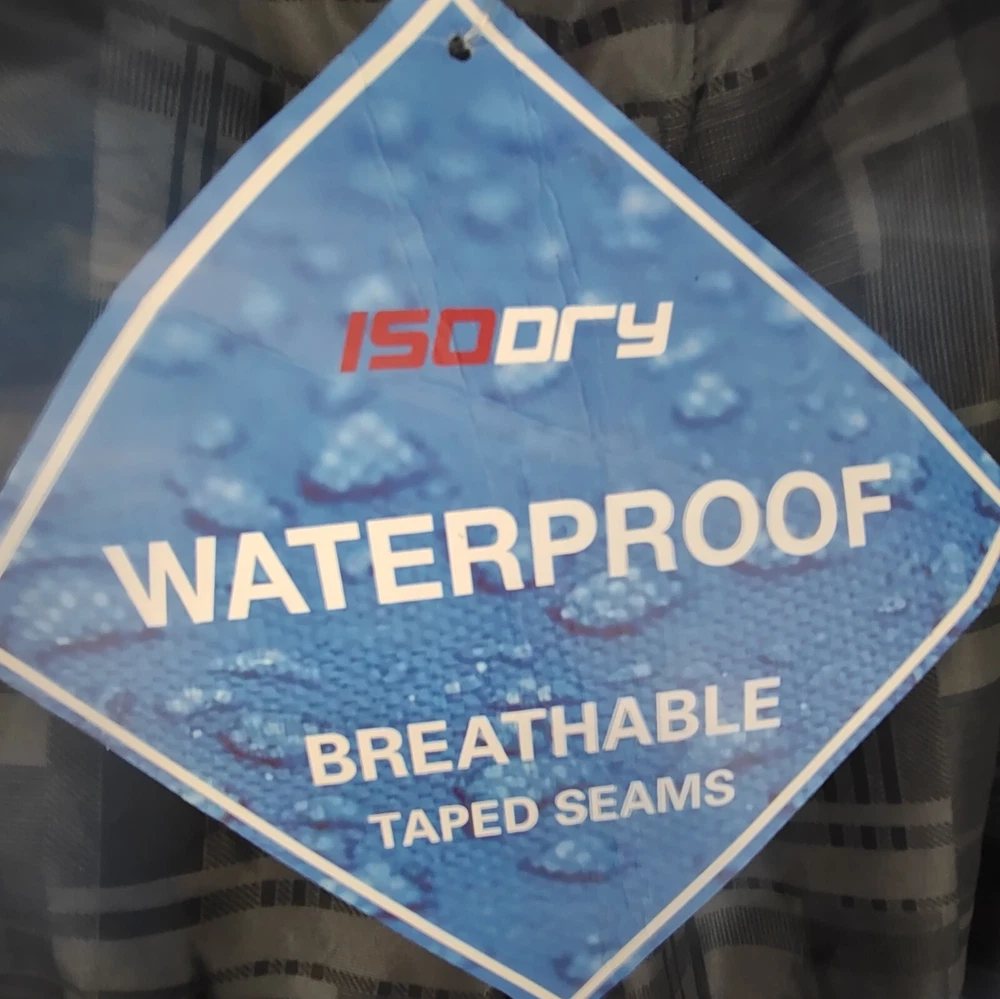 ISODRY
WATERPROOF
BREATHABLE
TAPED SEAMS